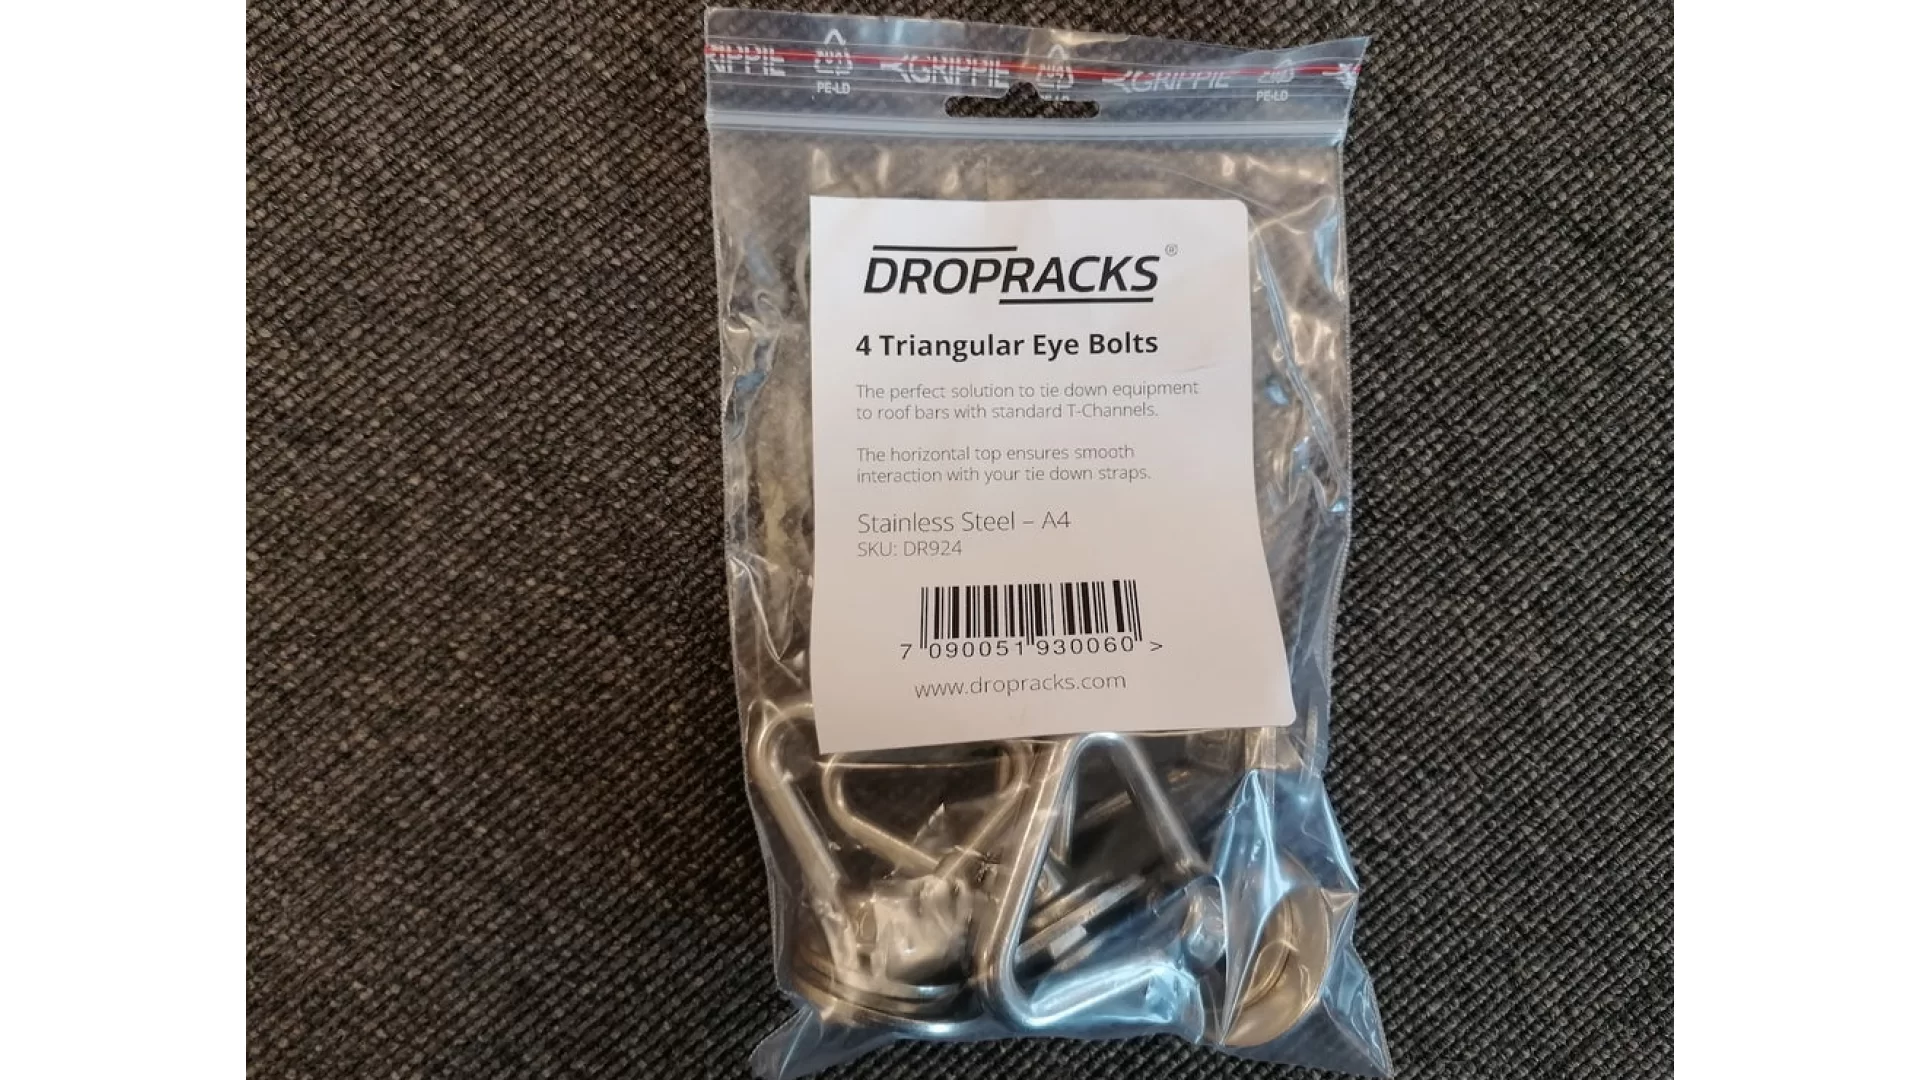 GRIPPIE GRIPPIE
PE-LD PE-LD
DROPRACKS®
4 Triangular Eye Bolts
The perfect solution to tie down equipment
to roof bars with standard T-Channels.
The horizontal top ensures smooth
interaction with your tie down straps.
Stainless Steel – A4
SKU: DR924
7 090051 930060 >
www.dropracks.com